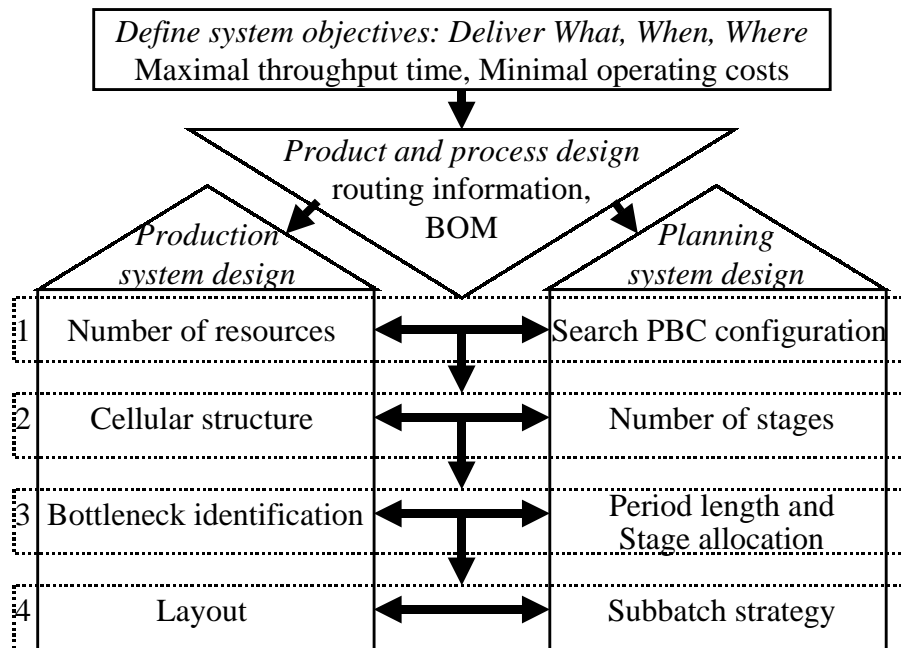 Define system objectives: Deliver What, When, Where
Maximal throughput time, Minimal operating costs
Product and process design
routing information,
BOM
Production
system design
Planning
system design
1
Number of resources
Search PBC configuration
2
Cellular structure
Number of stages
3
Bottleneck identification
Period length and
Stage allocation
4
Layout
Subbatch strategy